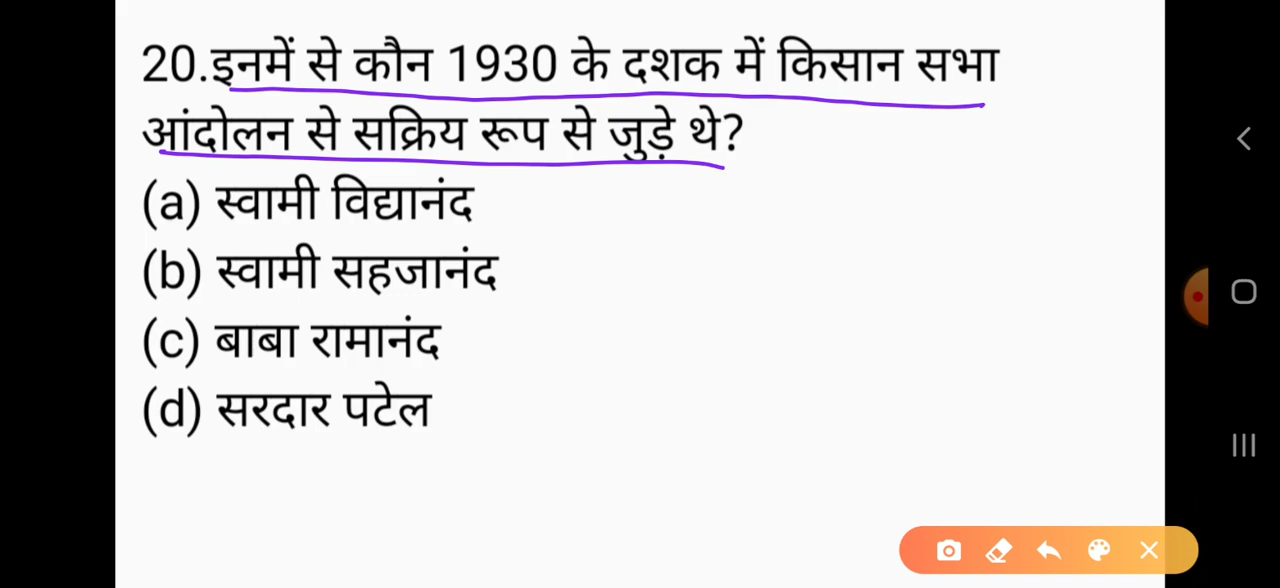 20.इनमें से कौन 1930 के दशक में किसान सभा
आंदोलन से सक्रिय रूप से जुड़े थे?
(a) स्वामी विद्यानंद
(b) स्वामी सहजानंद
(c) बाबा रामानंद
(d) सरदार पटेल